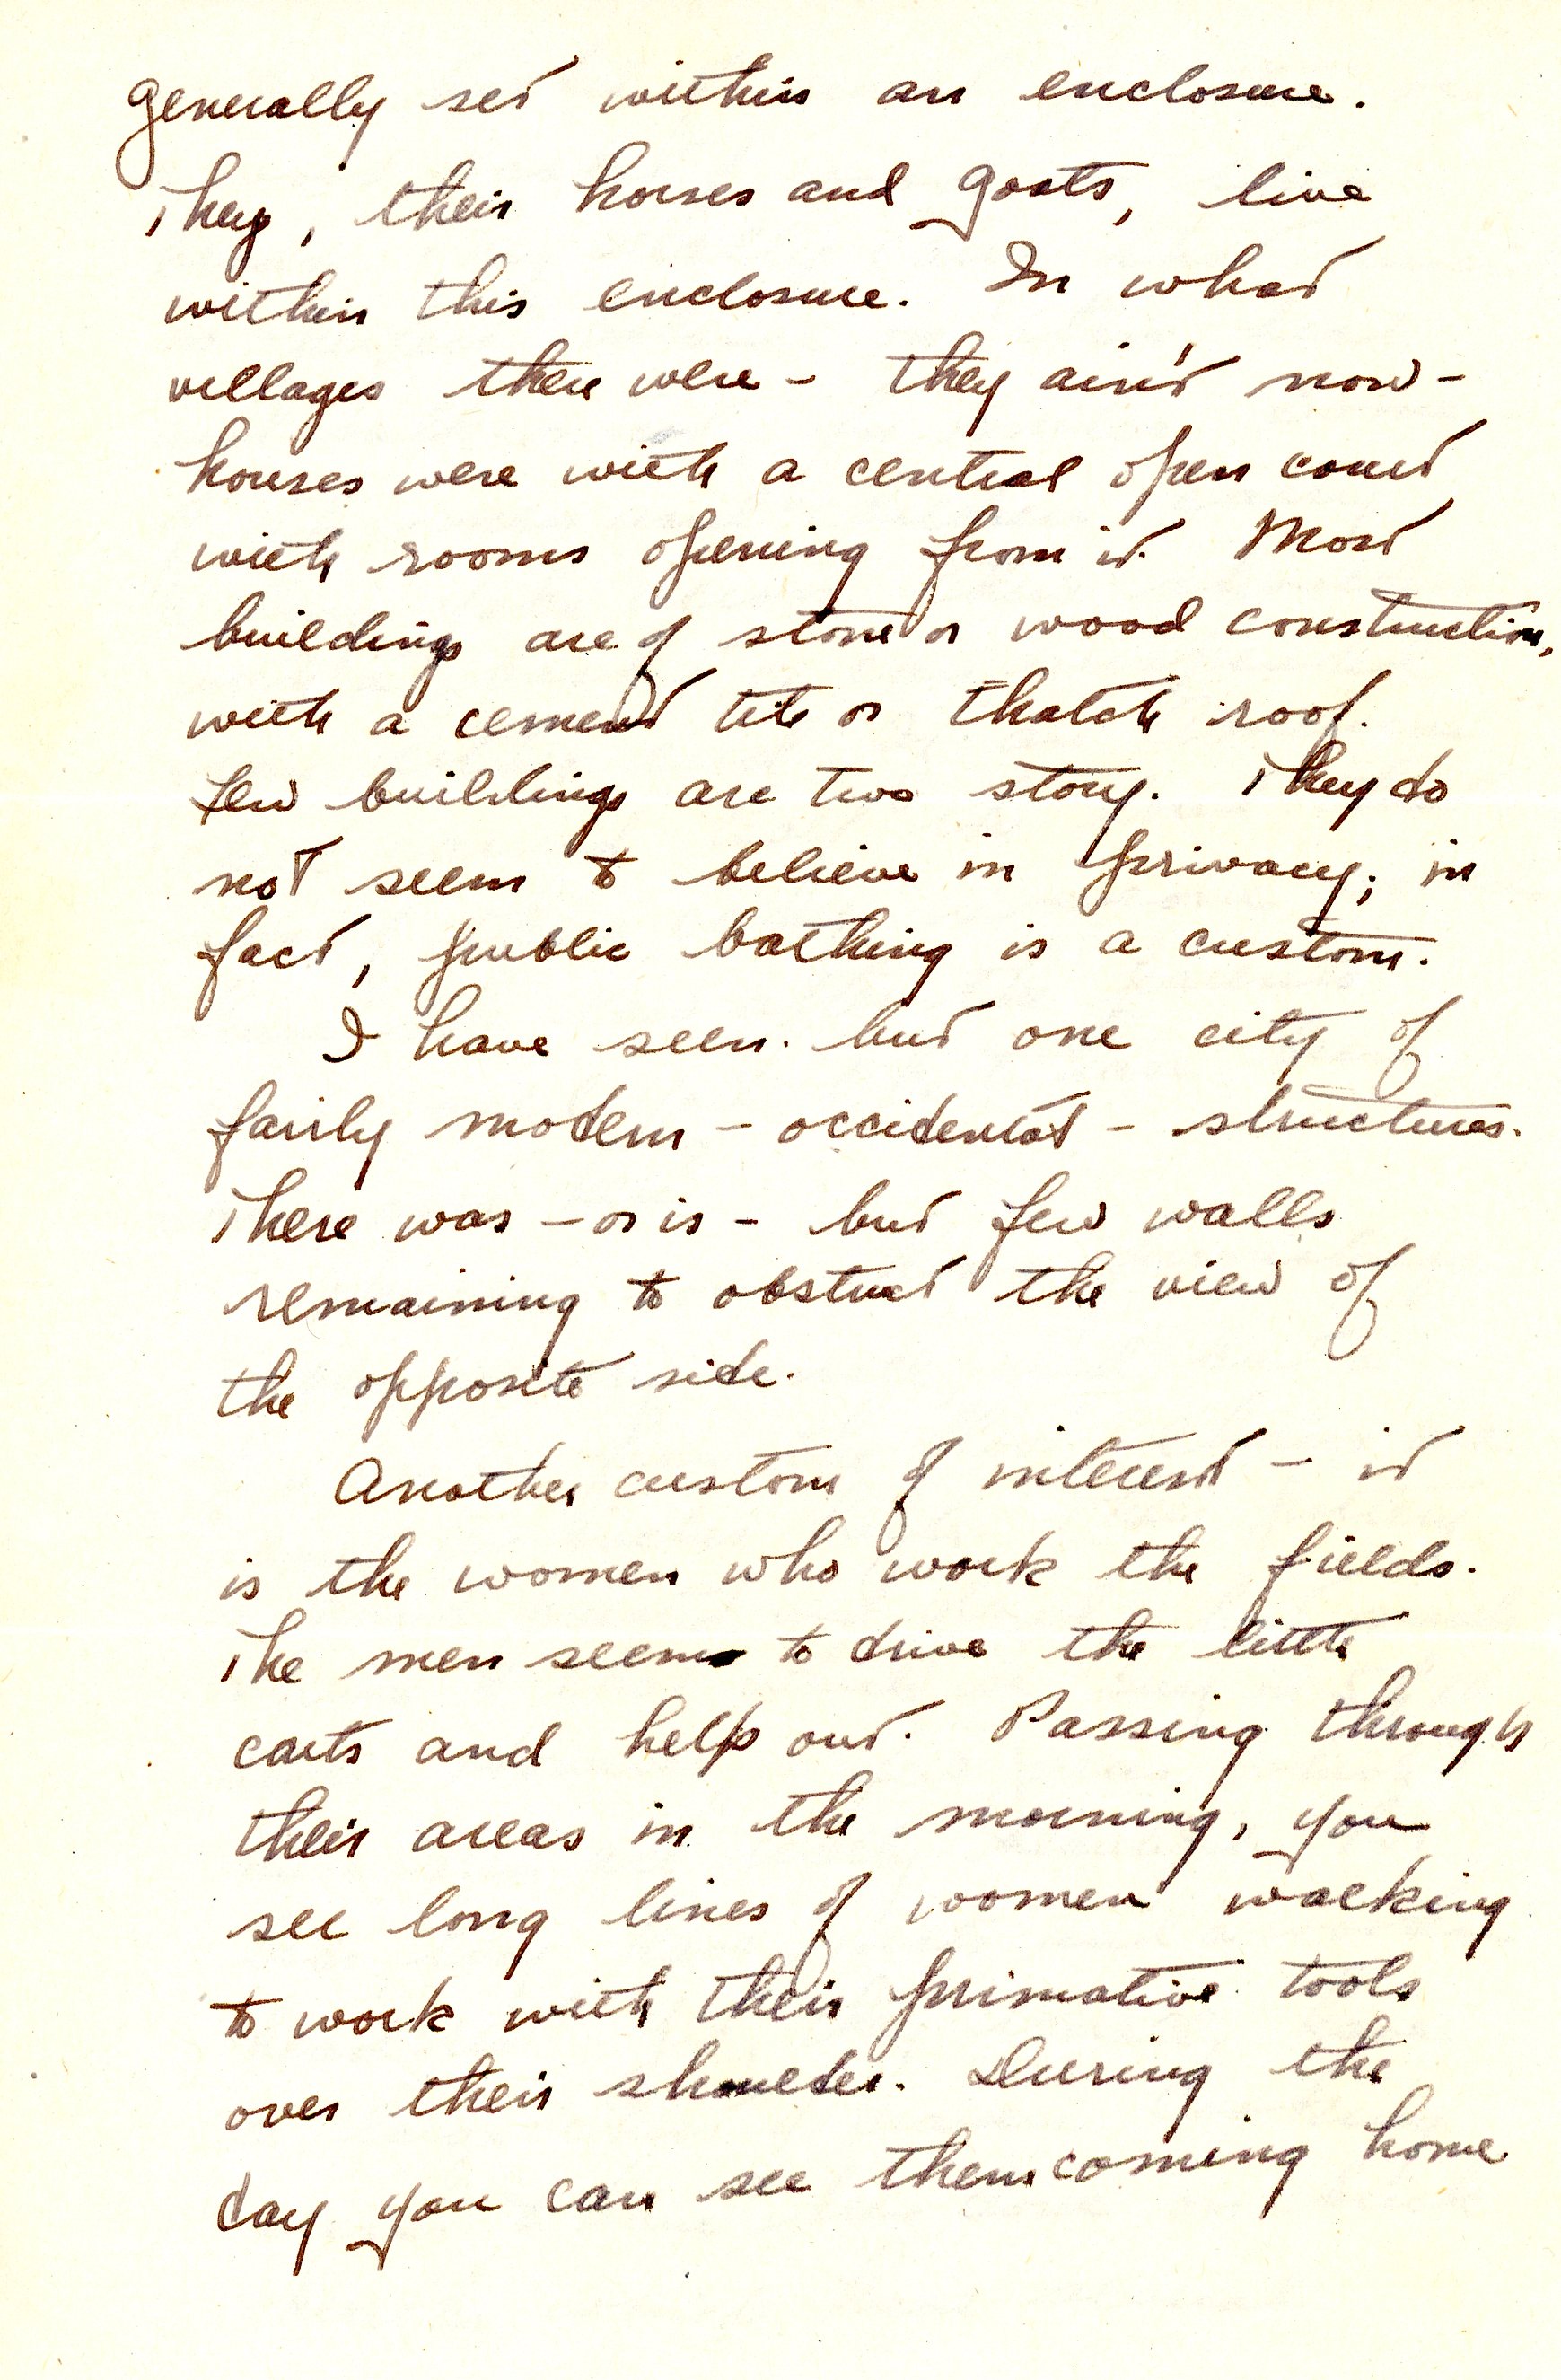 generally set within an enclosure.
They, their horses and goats, live
within this enclosure. In what
villages there were - they ain't now -
houses were with a central open court
with rooms opening from it. Most
buildings are of stone or wood construction,
with a cement tile or thatch roof.
Few buildings are two story. They do
not seem to believe in privacy; in
fact, public bathing is a custom.
I have seen but one city of
fairly modern - occidental - structures.
There was - or is - but few walls
remaining to obstruct the view of
the opposite side.
Another custom of interest - it
is the women who work the fields.
The men seem to drive the little
carts and help out. Passing through
their areas in the morning, you
see long lines of women walking
to work with their primative tools
over their shoulder. During the
day you can see them coming home